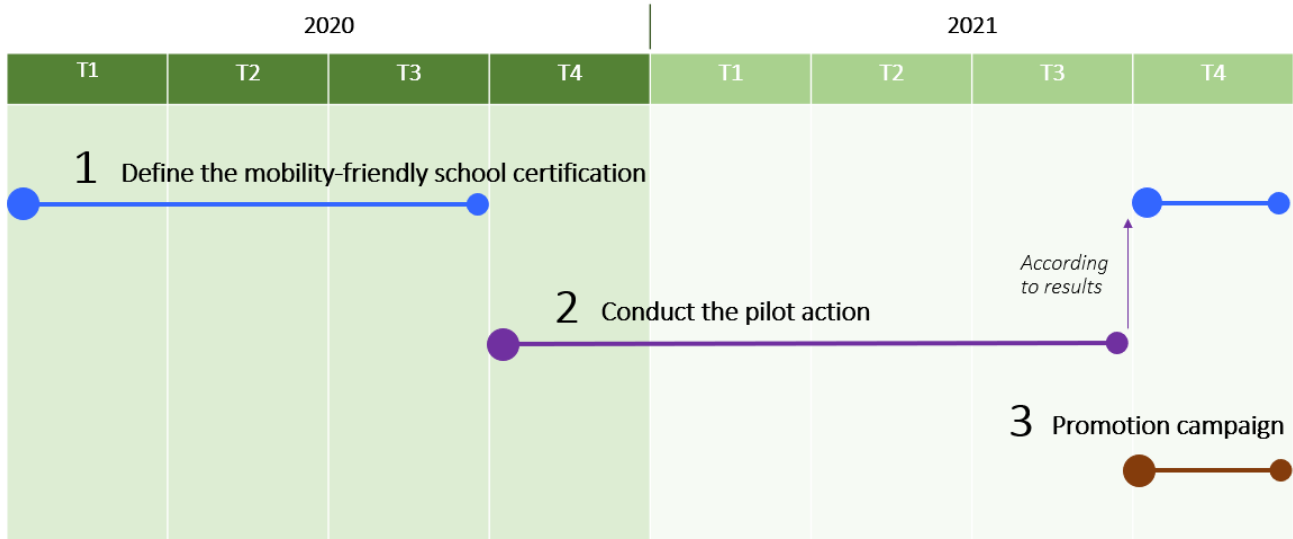 2020 2021
T1 T2 T3 T4 T1 T2 T3 T4
1 Define the mobility-friendly school certification
According
to results
2 Conduct the pilot action
3 Promotion campaign